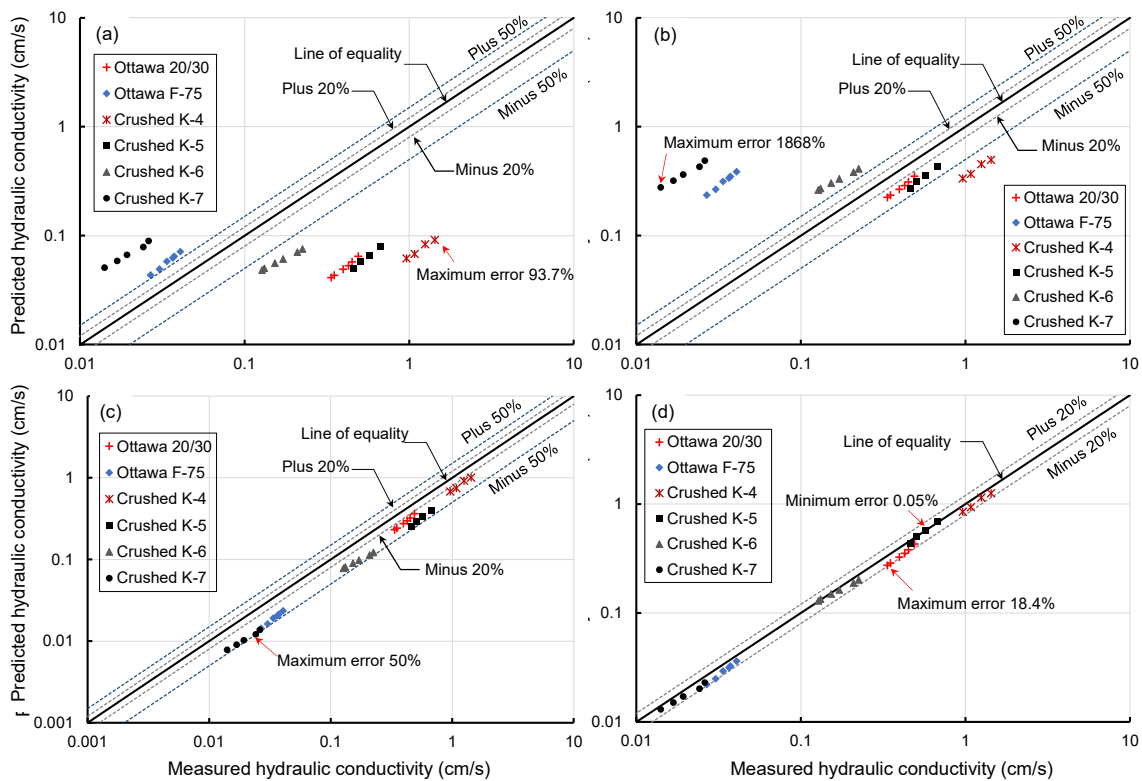 Predicted hydraulic conductivity (cm/s)
10
1
0.1
0.01
(a)
Ottawa 20/30
Ottawa F-75
Crushed K-4
Crushed K-5
Crushed K-6
Crushed K-7
Line of equality
Plus 50%
Plus 20%
Minus 50%
Minus 20%
Maximum error 93.7%
0.01
0.1
1
10
10
1
0.1
0.01
(b)
Plus 50%
Line of equality
Plus 20%
Minus 50%
Minus 20%
Maximum error 1868%
Ottawa 20/30
Ottawa F-75
Crushed K-4
Crushed K-5
Crushed K-6
Crushed K-7
0.01
0.1
1
10
Predicted hydraulic conductivity (cm/s)
10
1
0.1
0.01
0.001
(c)
Ottawa 20/30
Ottawa F-75
Crushed K-4
Crushed K-5
Crushed K-6
Crushed K-7
Plus 50%
Line of equality
Plus 20%
Minus 50%
Minus 20%
Maximum error 50%
0.001
0.01
0.1
1
10
Measured hydraulic conductivity (cm/s)
10
1
0.1
0.01
(d)
Ottawa 20/30
Ottawa F-75
Crushed K-4
Crushed K-5
Crushed K-6
Crushed K-7
Plus 20%
Line of equality
Minus 20%
Minimum error 0.05%
Maximum error 18.4%
0.01
0.1
1
10
Measured hydraulic conductivity (cm/s)